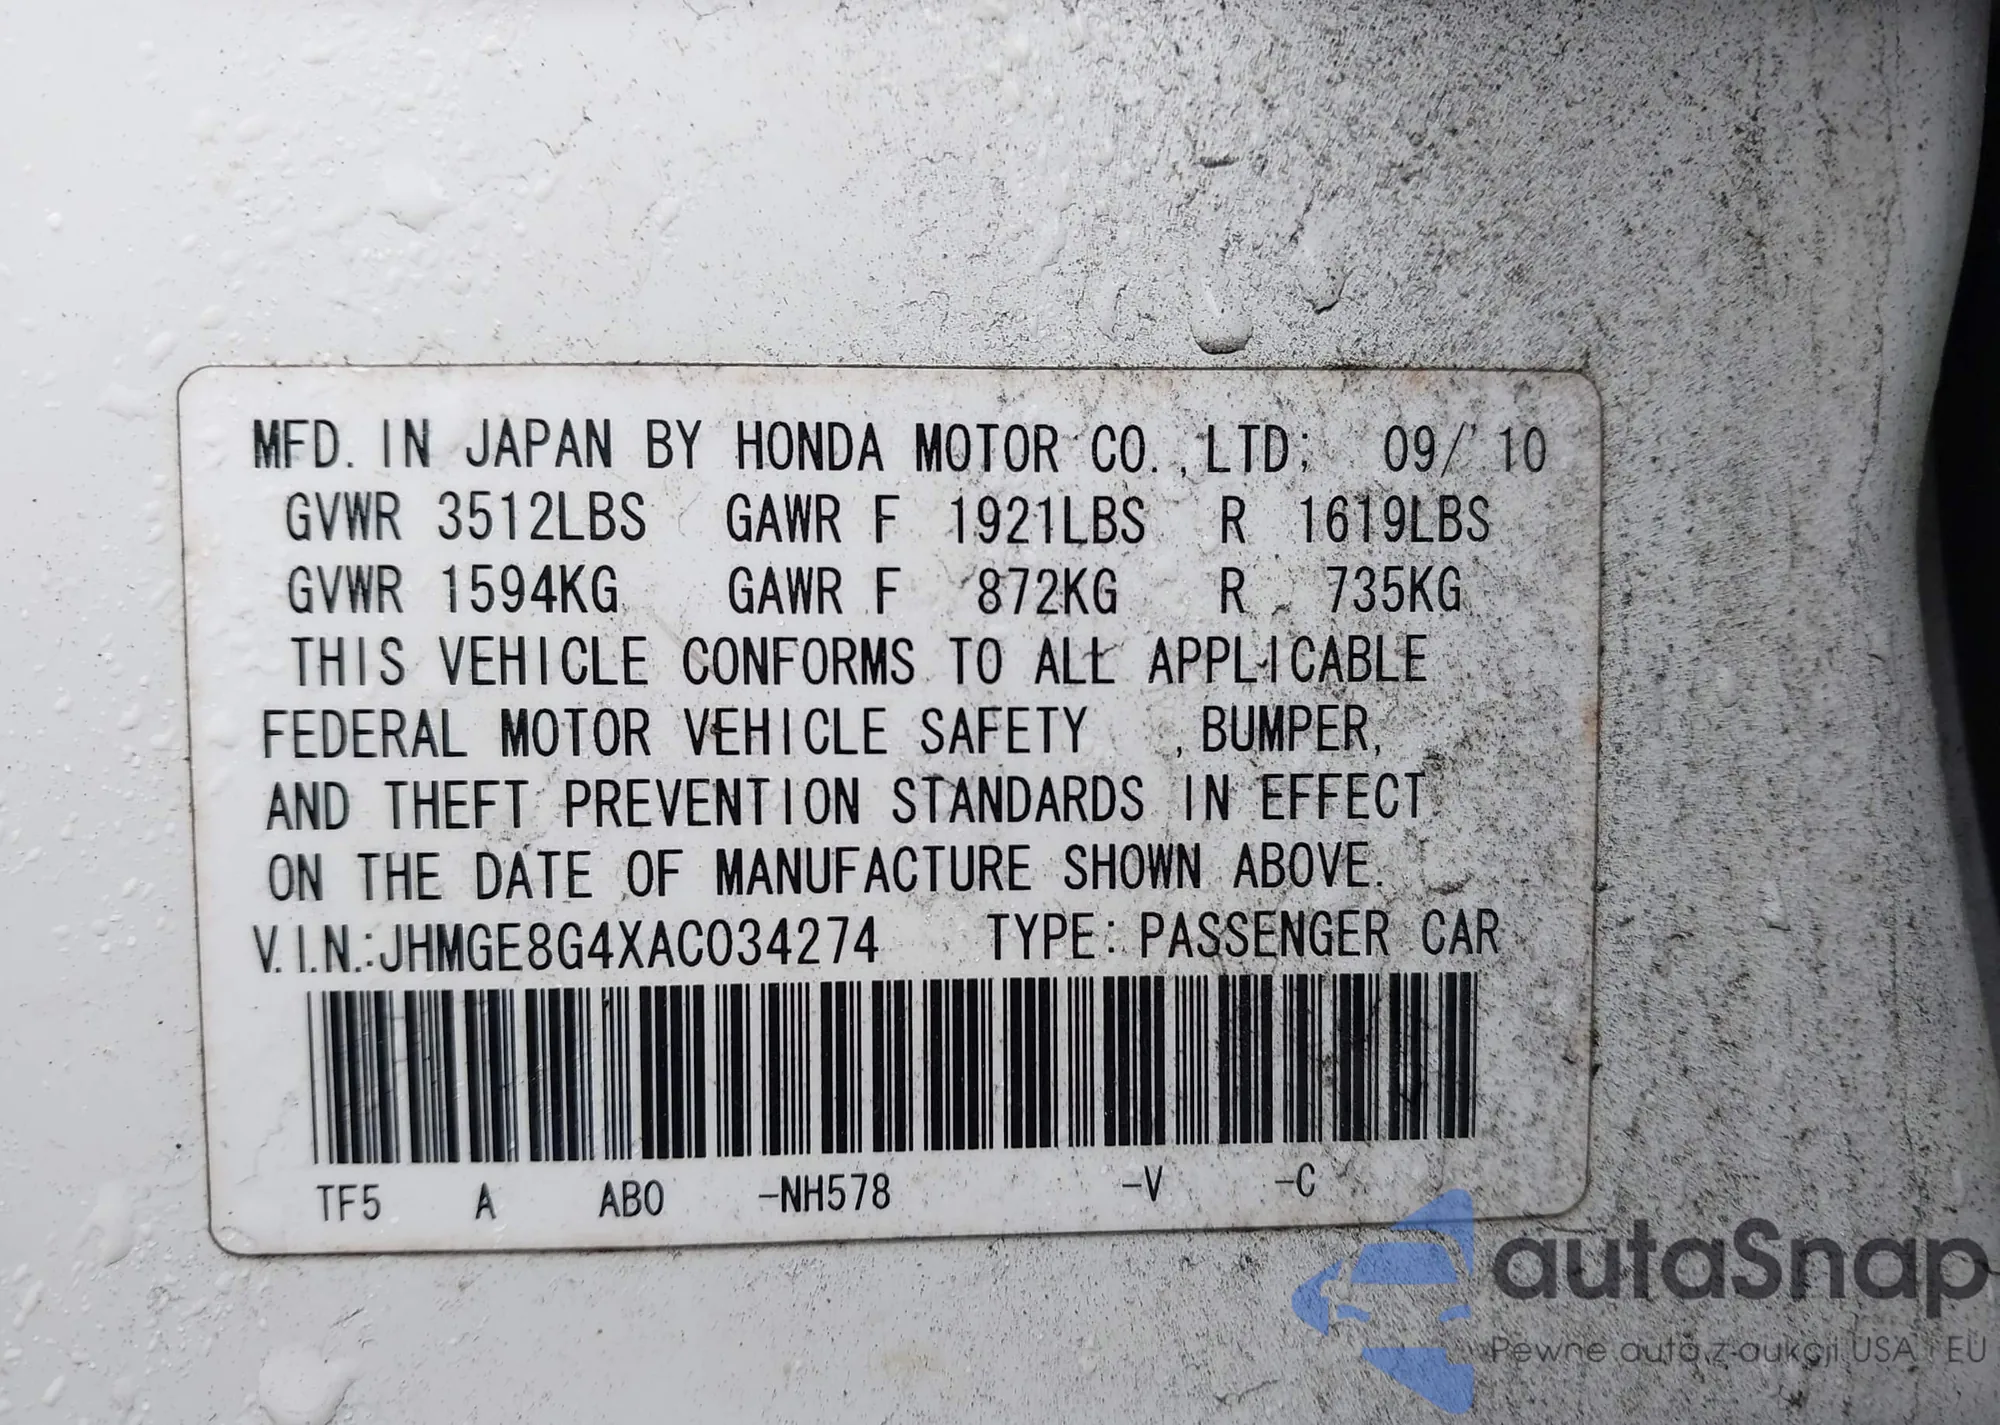 MFD. IN JAPAN BY HONDA MOTOR CO.,LTD; 09/'10
GVWR 3512LBS GAWR F 1921LBS R 1619LBS
GVWR 1594KG GAWR F 872KG R 735KG
THIS VEHICLE CONFORMS TO ALL APPLICABLE
FEDERAL MOTOR VEHICLE SAFETY , BUMPER,
AND THEFT PREVENTION STANDARDS IN EFFECT
ON THE DATE OF MANUFACTURE SHOWN ABOVE.
V.I.N.:JHMGE8G4XAC034274 TYPE: PASSENGER CAR
TF5 A AB0 -NH578 -V -C
autaSnap
Pewne auta z aukcji USA i EU